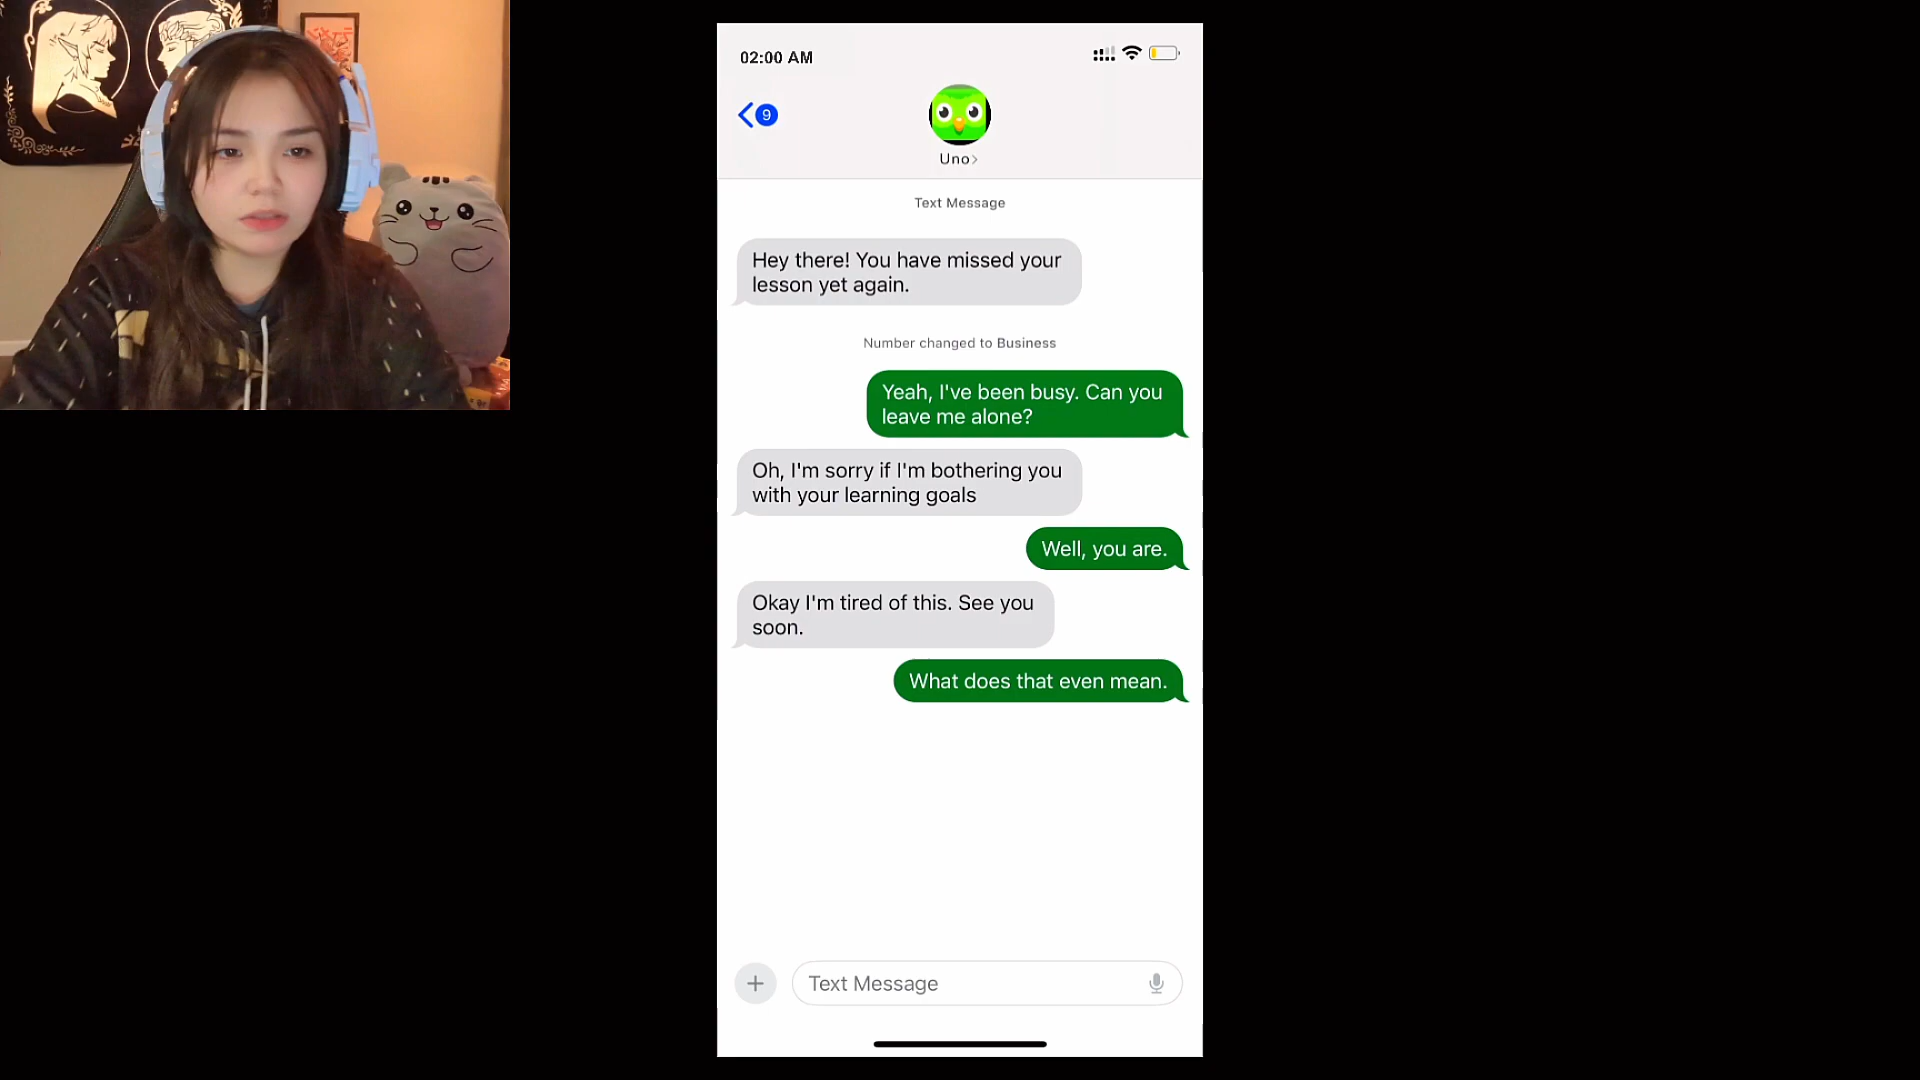 02:00 AM
9
Uno
Text Message
Hey there! You have missed your
lesson yet again.
Number changed to Business
Yeah, I've been busy. Can you
leave me alone?
Oh, I'm sorry if I'm bothering you
with your learning goals
Well, you are.
Okay I'm tired of this. See you
soon.
What does that even mean.
Text Message